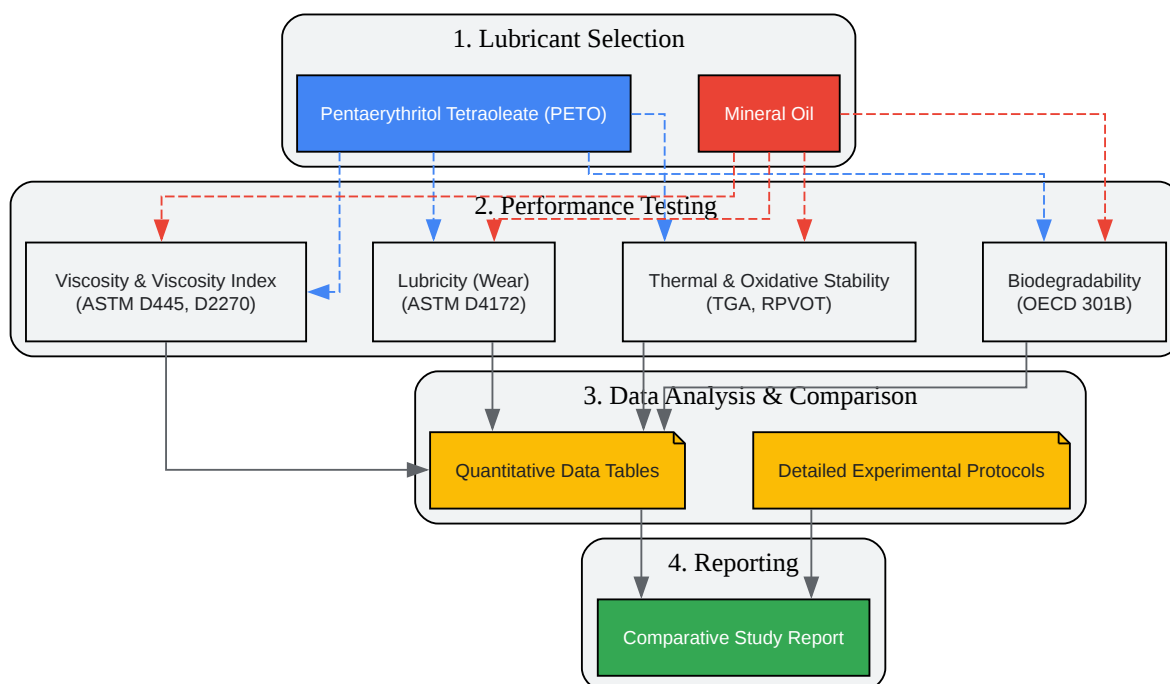 1. Lubricant Selection
Pentaerythritol Tetraoleate (PETO)
Mineral Oil
2. Performance Testing
Viscosity & Viscosity Index
(ASTM D445, D2270)
Lubricity (Wear)
(ASTM D4172)
Thermal & Oxidative Stability
(TGA, RPVOT)
Biodegradability
(OECD 301B)
3. Data Analysis & Comparison
Quantitative Data Tables
Detailed Experimental Protocols
4. Reporting
Comparative Study Report